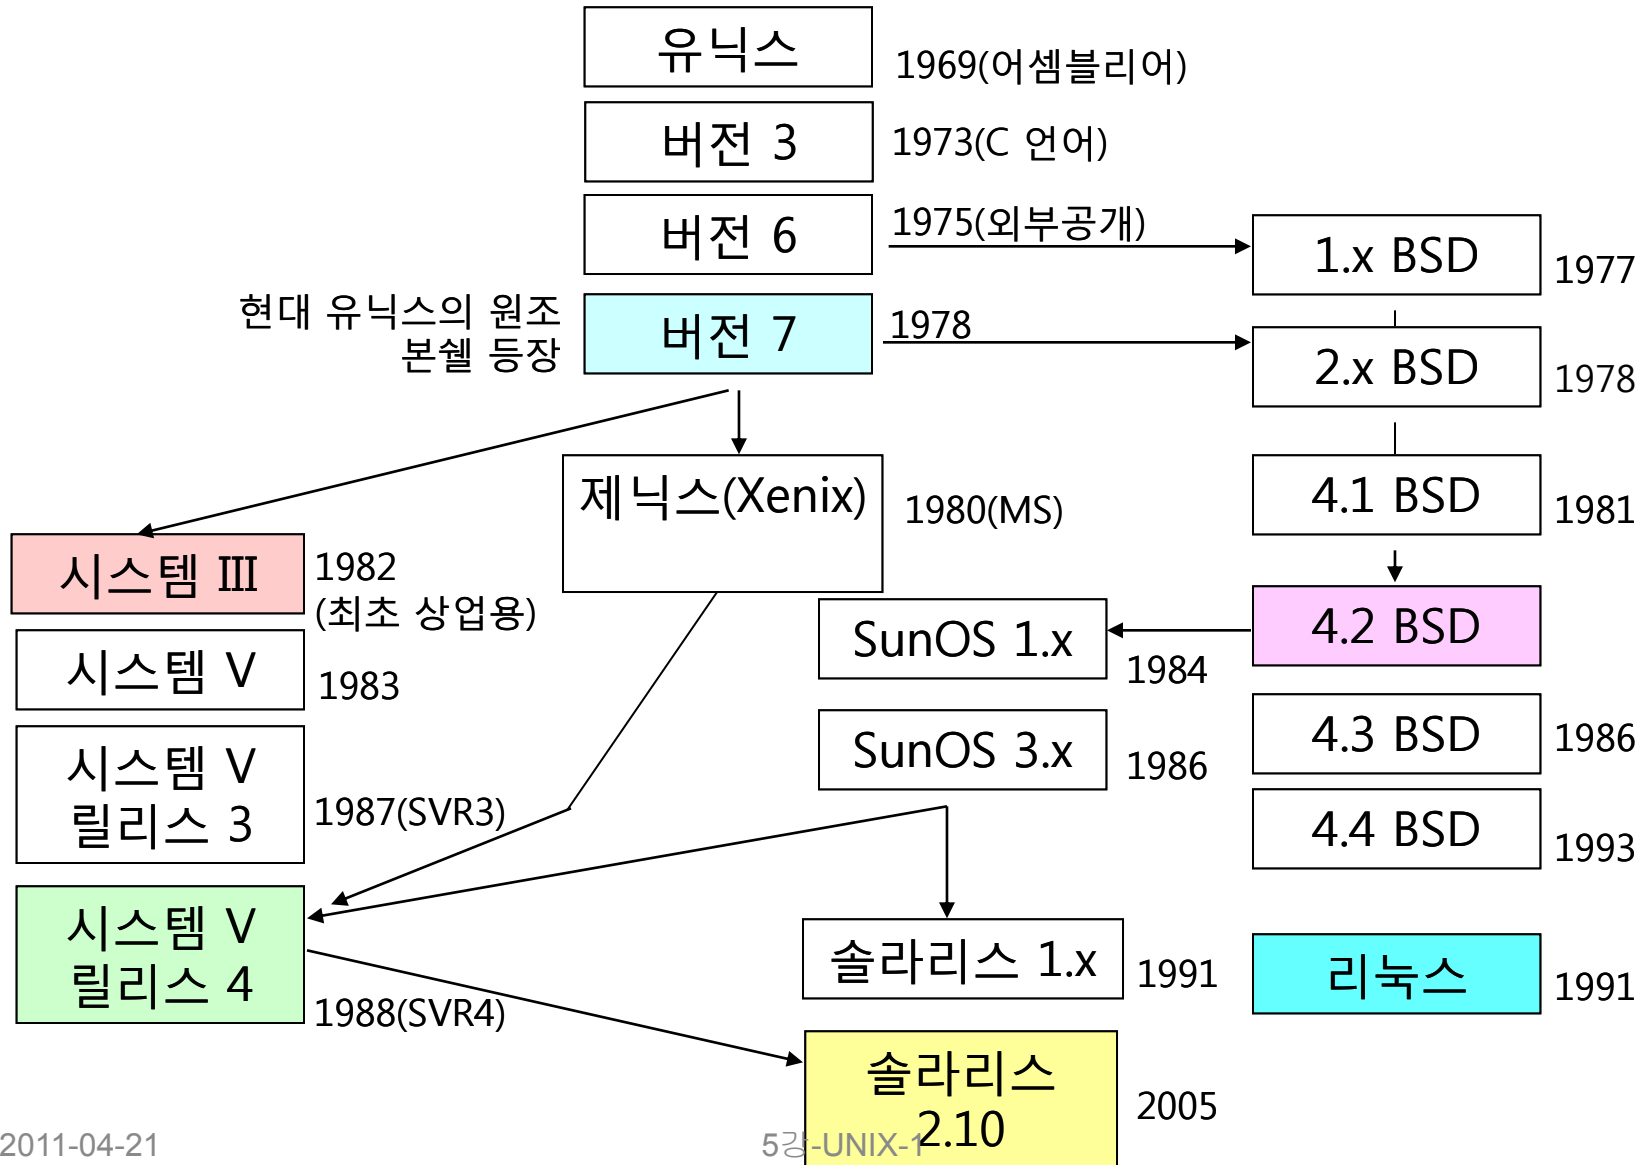 유닉스
1969(어셈블리어)
버전 3
1973(C 언어)
버전 6
1975(외부공개)
1.x BSD
1977
현대 유닉스의 원조
본쉘 등장
버전 7
1978
2.x BSD
1978
제닉스(Xenix)
1980(MS)
4.1 BSD
1981
시스템 III
1982
(최초 상업용)
4.2 BSD
SunOS 1.x
1984
시스템 V
1983
SunOS 3.x
1986
4.3 BSD
1986
시스템 V
릴리스 3
1987(SVR3)
4.4 BSD
1993
시스템 V
릴리스 4
1988(SVR4)
솔라리스 1.x
1991
리눅스
1991
솔라리스
2.10
2005
2011-04-21
5강-UNIX-1